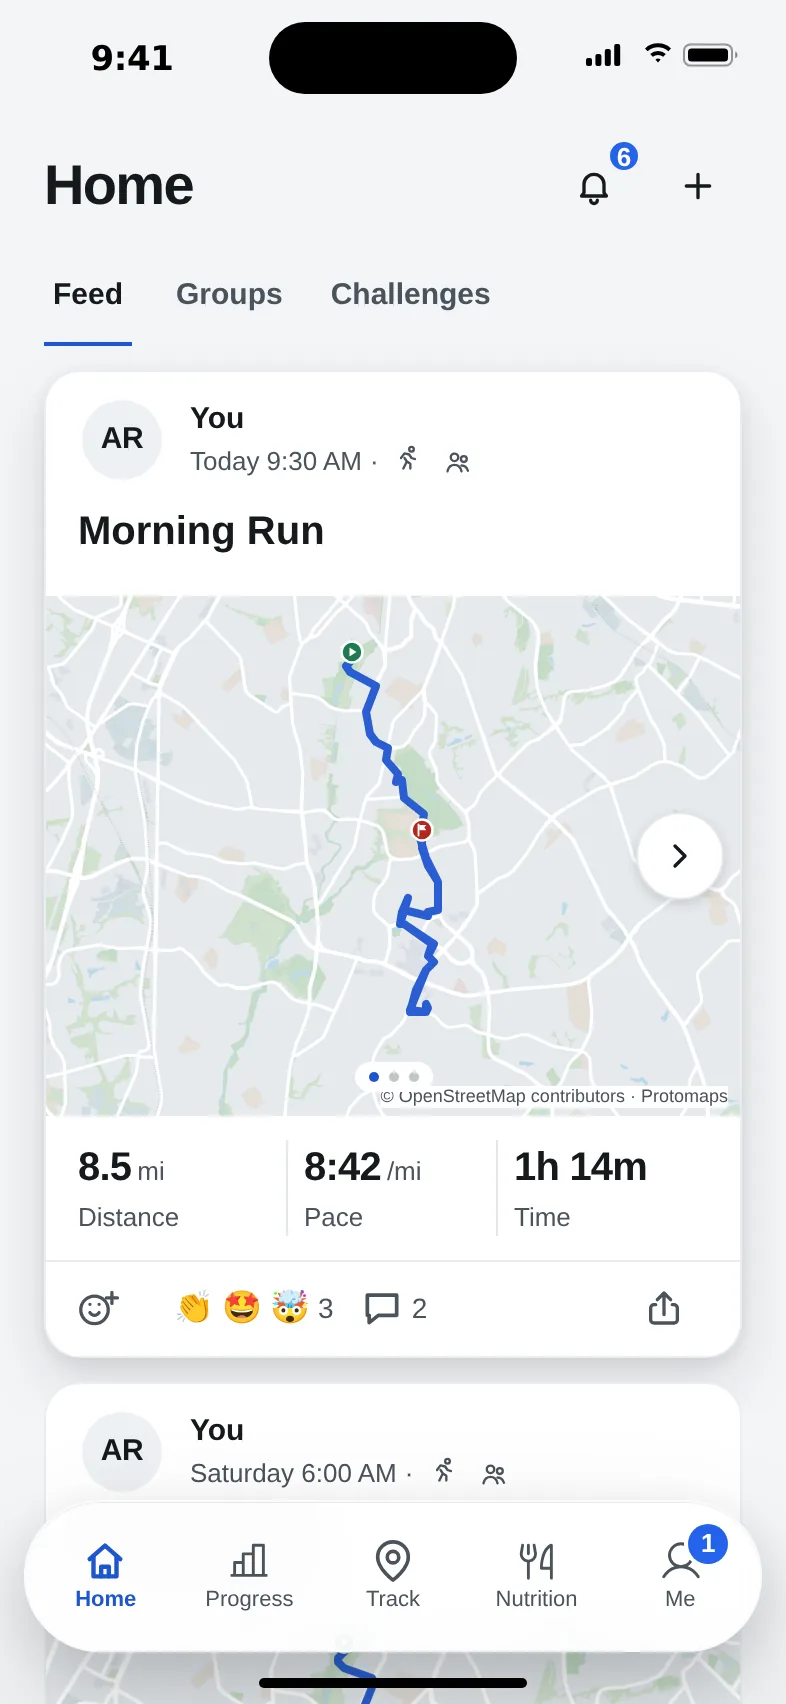 9:41
Home
6
Feed Groups Challenges
AR
You
Today 9:30 AM ·
Morning Run
© OpenStreetMap contributors · Protomaps
8.5 mi 8:42 /mi 1h 14m
Distance Pace Time
3 2
AR
You
Saturday 6:00 AM ·
1
Home Progress Track Nutrition Me